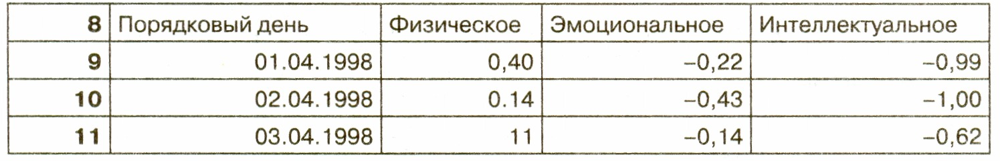 8 Порядковый день Физическое Эмоциональное Интеллектуальное
9 01.04.1998 0,40 −0,22 −0,99
10 02.04.1998 0.14 −0,43 −1,00
11 03.04.1998 11 −0,14 −0,62